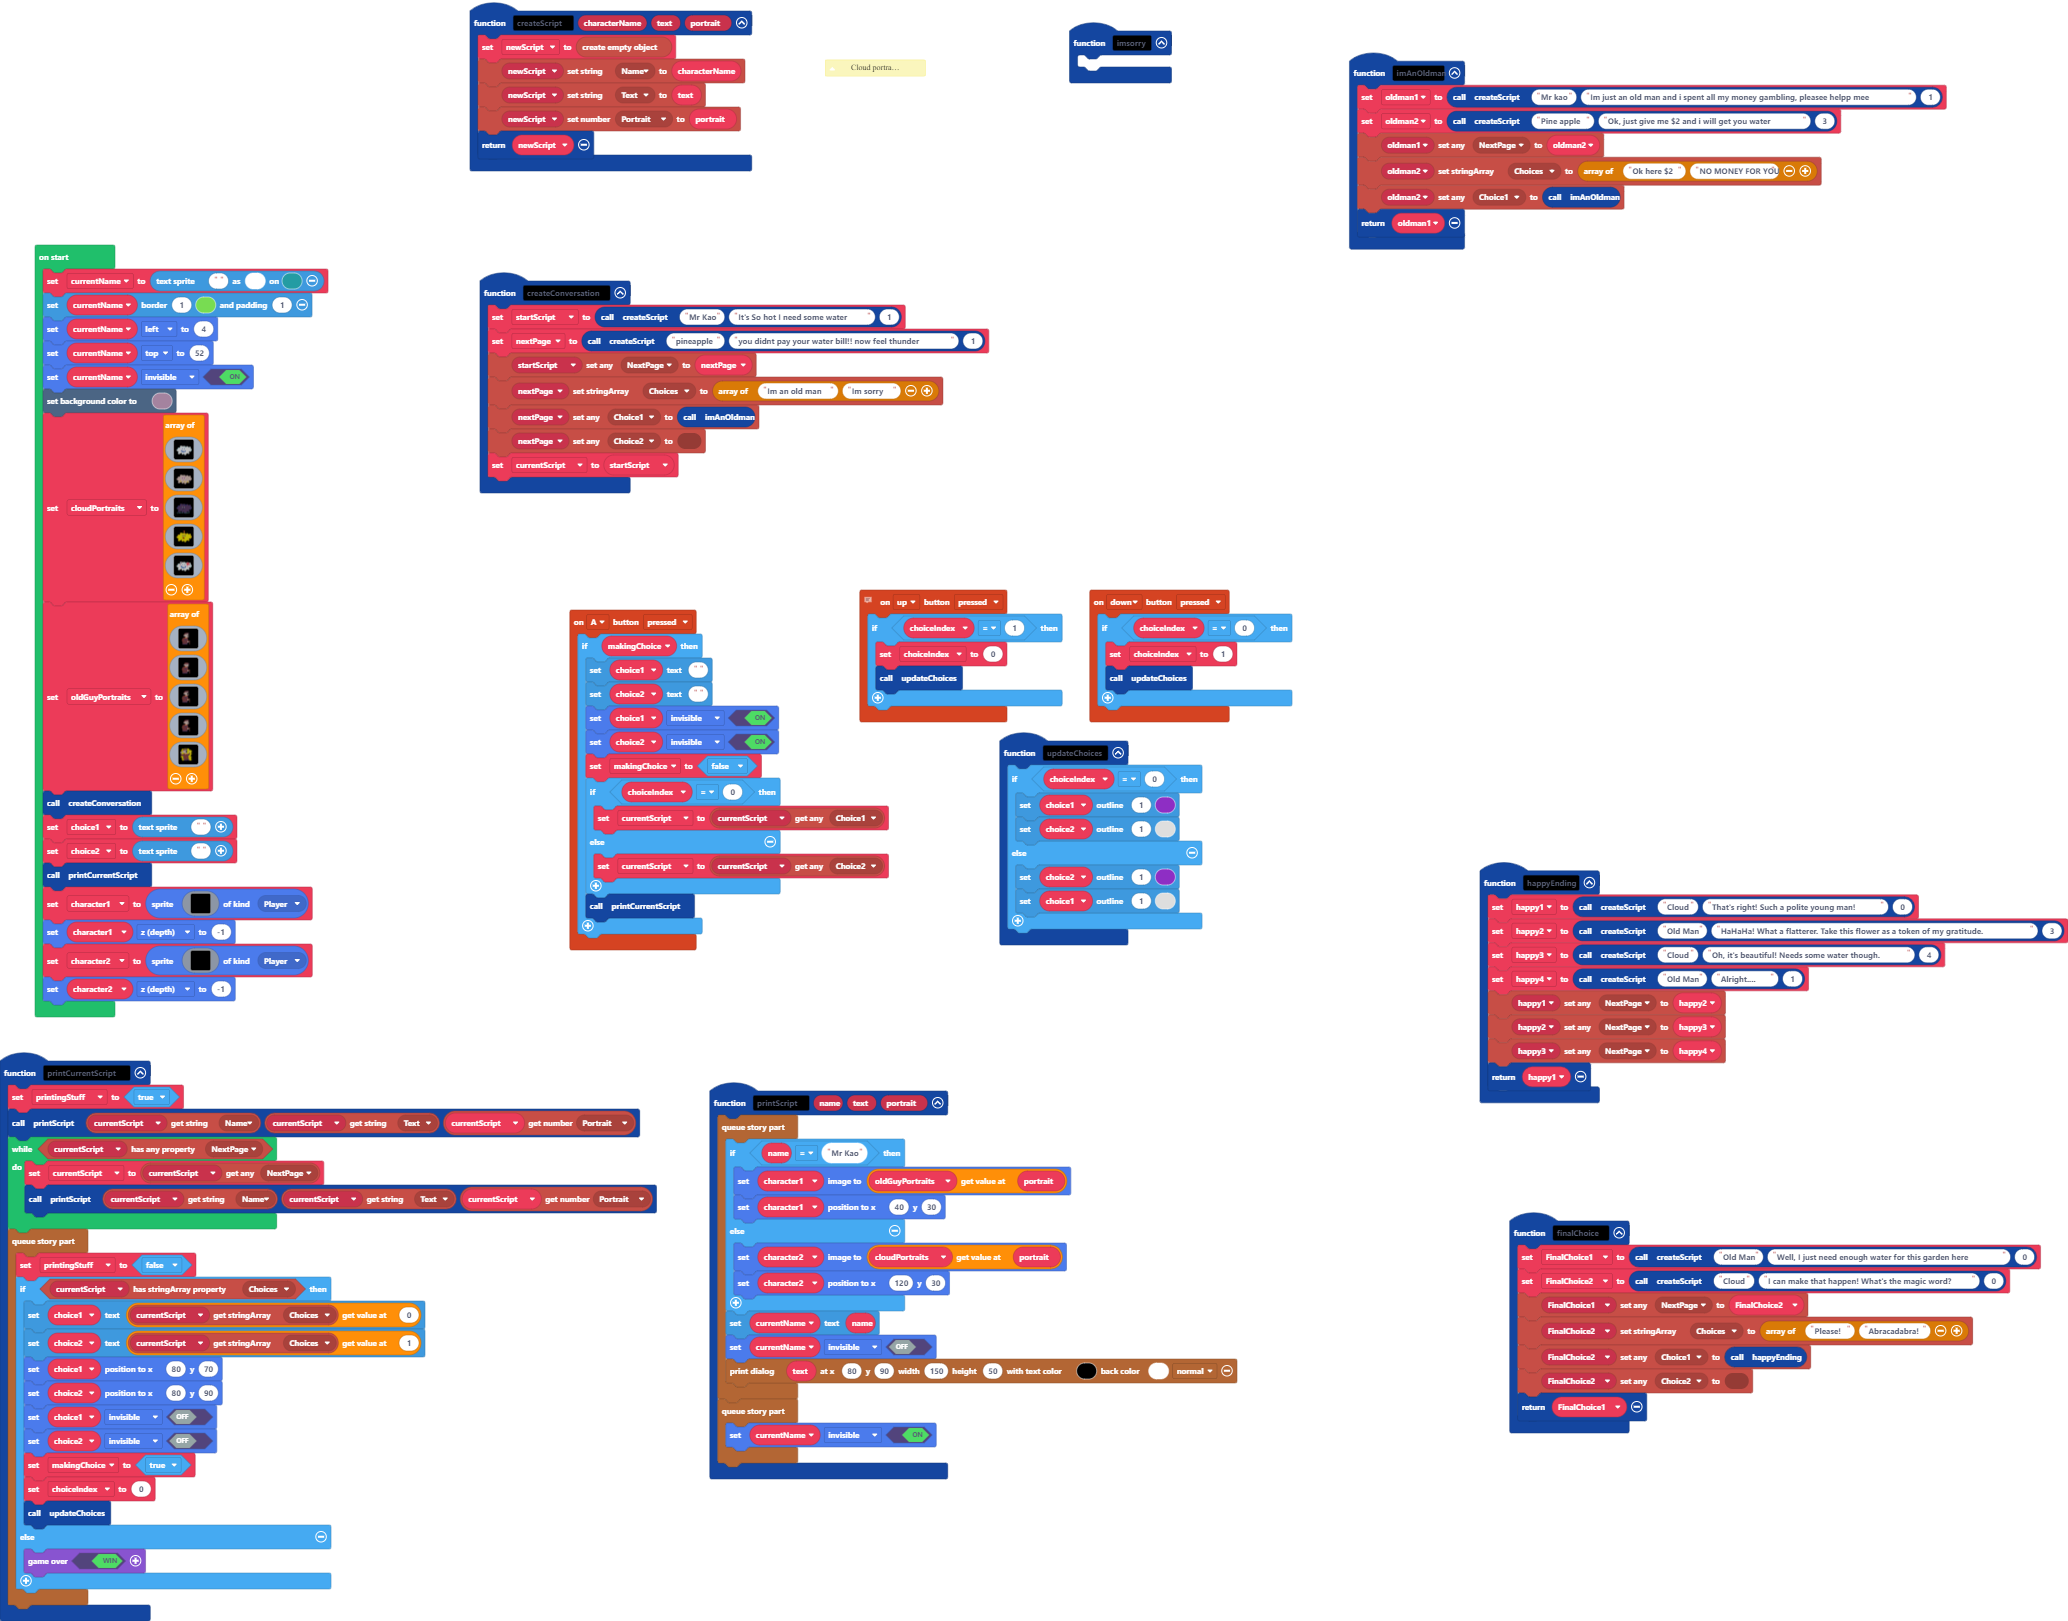 function createScript characterName text portrait
set newScript to create empty object
newScript set string Name to characterName
newScript set string Text to text
newScript set number Portrait to portrait
return newScript
Cloud portra...
function imsorry
function imAnOldman
set oldman1 to call createScript "Mr kao" "Im just an old man and i spent all my money gambling, pleasee helpp mee" 1
set oldman2 to call createScript "Pine apple" "Ok, just give me $2 and i will get you water" 3
oldman1 set any NextPage to oldman2
oldman2 set stringArray Choices to array of "Ok here $2" "NO MONEY FOR YOU
oldman2 set any Choice1 to call imAnOldman
return oldman1
on start
set currentName to text sprite " " as on
set currentName border 1 and padding 1
set currentName left to 4
set currentName top to 52
set currentName invisible ON
set background color to
set cloudPortraits to array of
set oldGuyPortraits to array of
call createConversation
set choice1 to text sprite " "
set choice2 to text sprite " "
call printCurrentScript
set character1 to sprite of kind Player
set character1 z (depth) to -1
set character2 to sprite of kind Player
set character2 z (depth) to -1
function createConversation
set startScript to call createScript "Mr Kao" "It's So hot I need some water" 1
set nextPage to call createScript "pineapple" "you didnt pay your water bill!! now feel thunder" 1
startScript set any NextPage to nextPage
nextPage set stringArray Choices to array of "Im an old man" "Im sorry"
nextPage set any Choice1 to call imAnOldman
nextPage set any Choice2 to
set currentScript to startScript
on A button pressed
if makingChoice then
set choice1 text " "
set choice2 text " "
set choice1 invisible ON
set choice2 invisible ON
set makingChoice to false
if choiceIndex = 0 then
set currentScript to currentScript get any Choice1
else
set currentScript to currentScript get any Choice2
call printCurrentScript
on up button pressed
if choiceIndex = 1 then
set choiceIndex to 0
call updateChoices
on down button pressed
if choiceIndex = 0 then
set choiceIndex to 1
call updateChoices
function updateChoices
if choiceIndex = 0 then
set choice1 outline 1
set choice2 outline 1
else
set choice2 outline 1
set choice1 outline 1
function happyEnding
set happy1 to call createScript "Cloud" "That's right! Such a polite young man!" 0
set happy2 to call createScript "Old Man" "HaHaHa! What a flatterer. Take this flower as a token of my gratitude." 3
set happy3 to call createScript "Cloud" "Oh, it's beautiful! Needs some water though." 4
set happy4 to call createScript "Old Man" "Alright...." 1
happy1 set any NextPage to happy2
happy2 set any NextPage to happy3
happy3 set any NextPage to happy4
return happy1
function printCurrentScript
set printingStuff to true
call printScript currentScript get string Name currentScript get string Text currentScript get number Portrait
while currentScript has any property NextPage
do set currentScript to currentScript get any NextPage
call printScript currentScript get string Name currentScript get string Text currentScript get number Portrait
queue story part
set printingStuff to false
if currentScript has stringArray property Choices then
set choice1 text currentScript get stringArray Choices get value at 0
set choice2 text currentScript get stringArray Choices get value at 1
set choice1 position to x 80 y 70
set choice2 position to x 80 y 90
set choice1 invisible OFF
set choice2 invisible OFF
set makingChoice to true
set choiceIndex to 0
call updateChoices
else
game over WIN
function printScript name text portrait
queue story part
if name = "Mr Kao" then
set character1 image to oldGuyPortraits get value at portrait
set character1 position to x 40 y 30
else
set character2 image to cloudPortraits get value at portrait
set character2 position to x 120 y 30
set currentName text name
set currentName invisible OFF
print dialog text at x 80 y 90 width 150 height 50 with text color back color normal
queue story part
set currentName invisible ON
function finalChoice
set FinalChoice1 to call createScript "Old Man" "Well, I just need enough water for this garden here" 0
set FinalChoice2 to call createScript "Cloud" "I can make that happen! What's the magic word?" 0
FinalChoice1 set any NextPage to FinalChoice2
FinalChoice2 set stringArray Choices to array of "Please!" "Abracadabra!"
FinalChoice2 set any Choice1 to call happyEnding
FinalChoice2 set any Choice2 to
return FinalChoice1